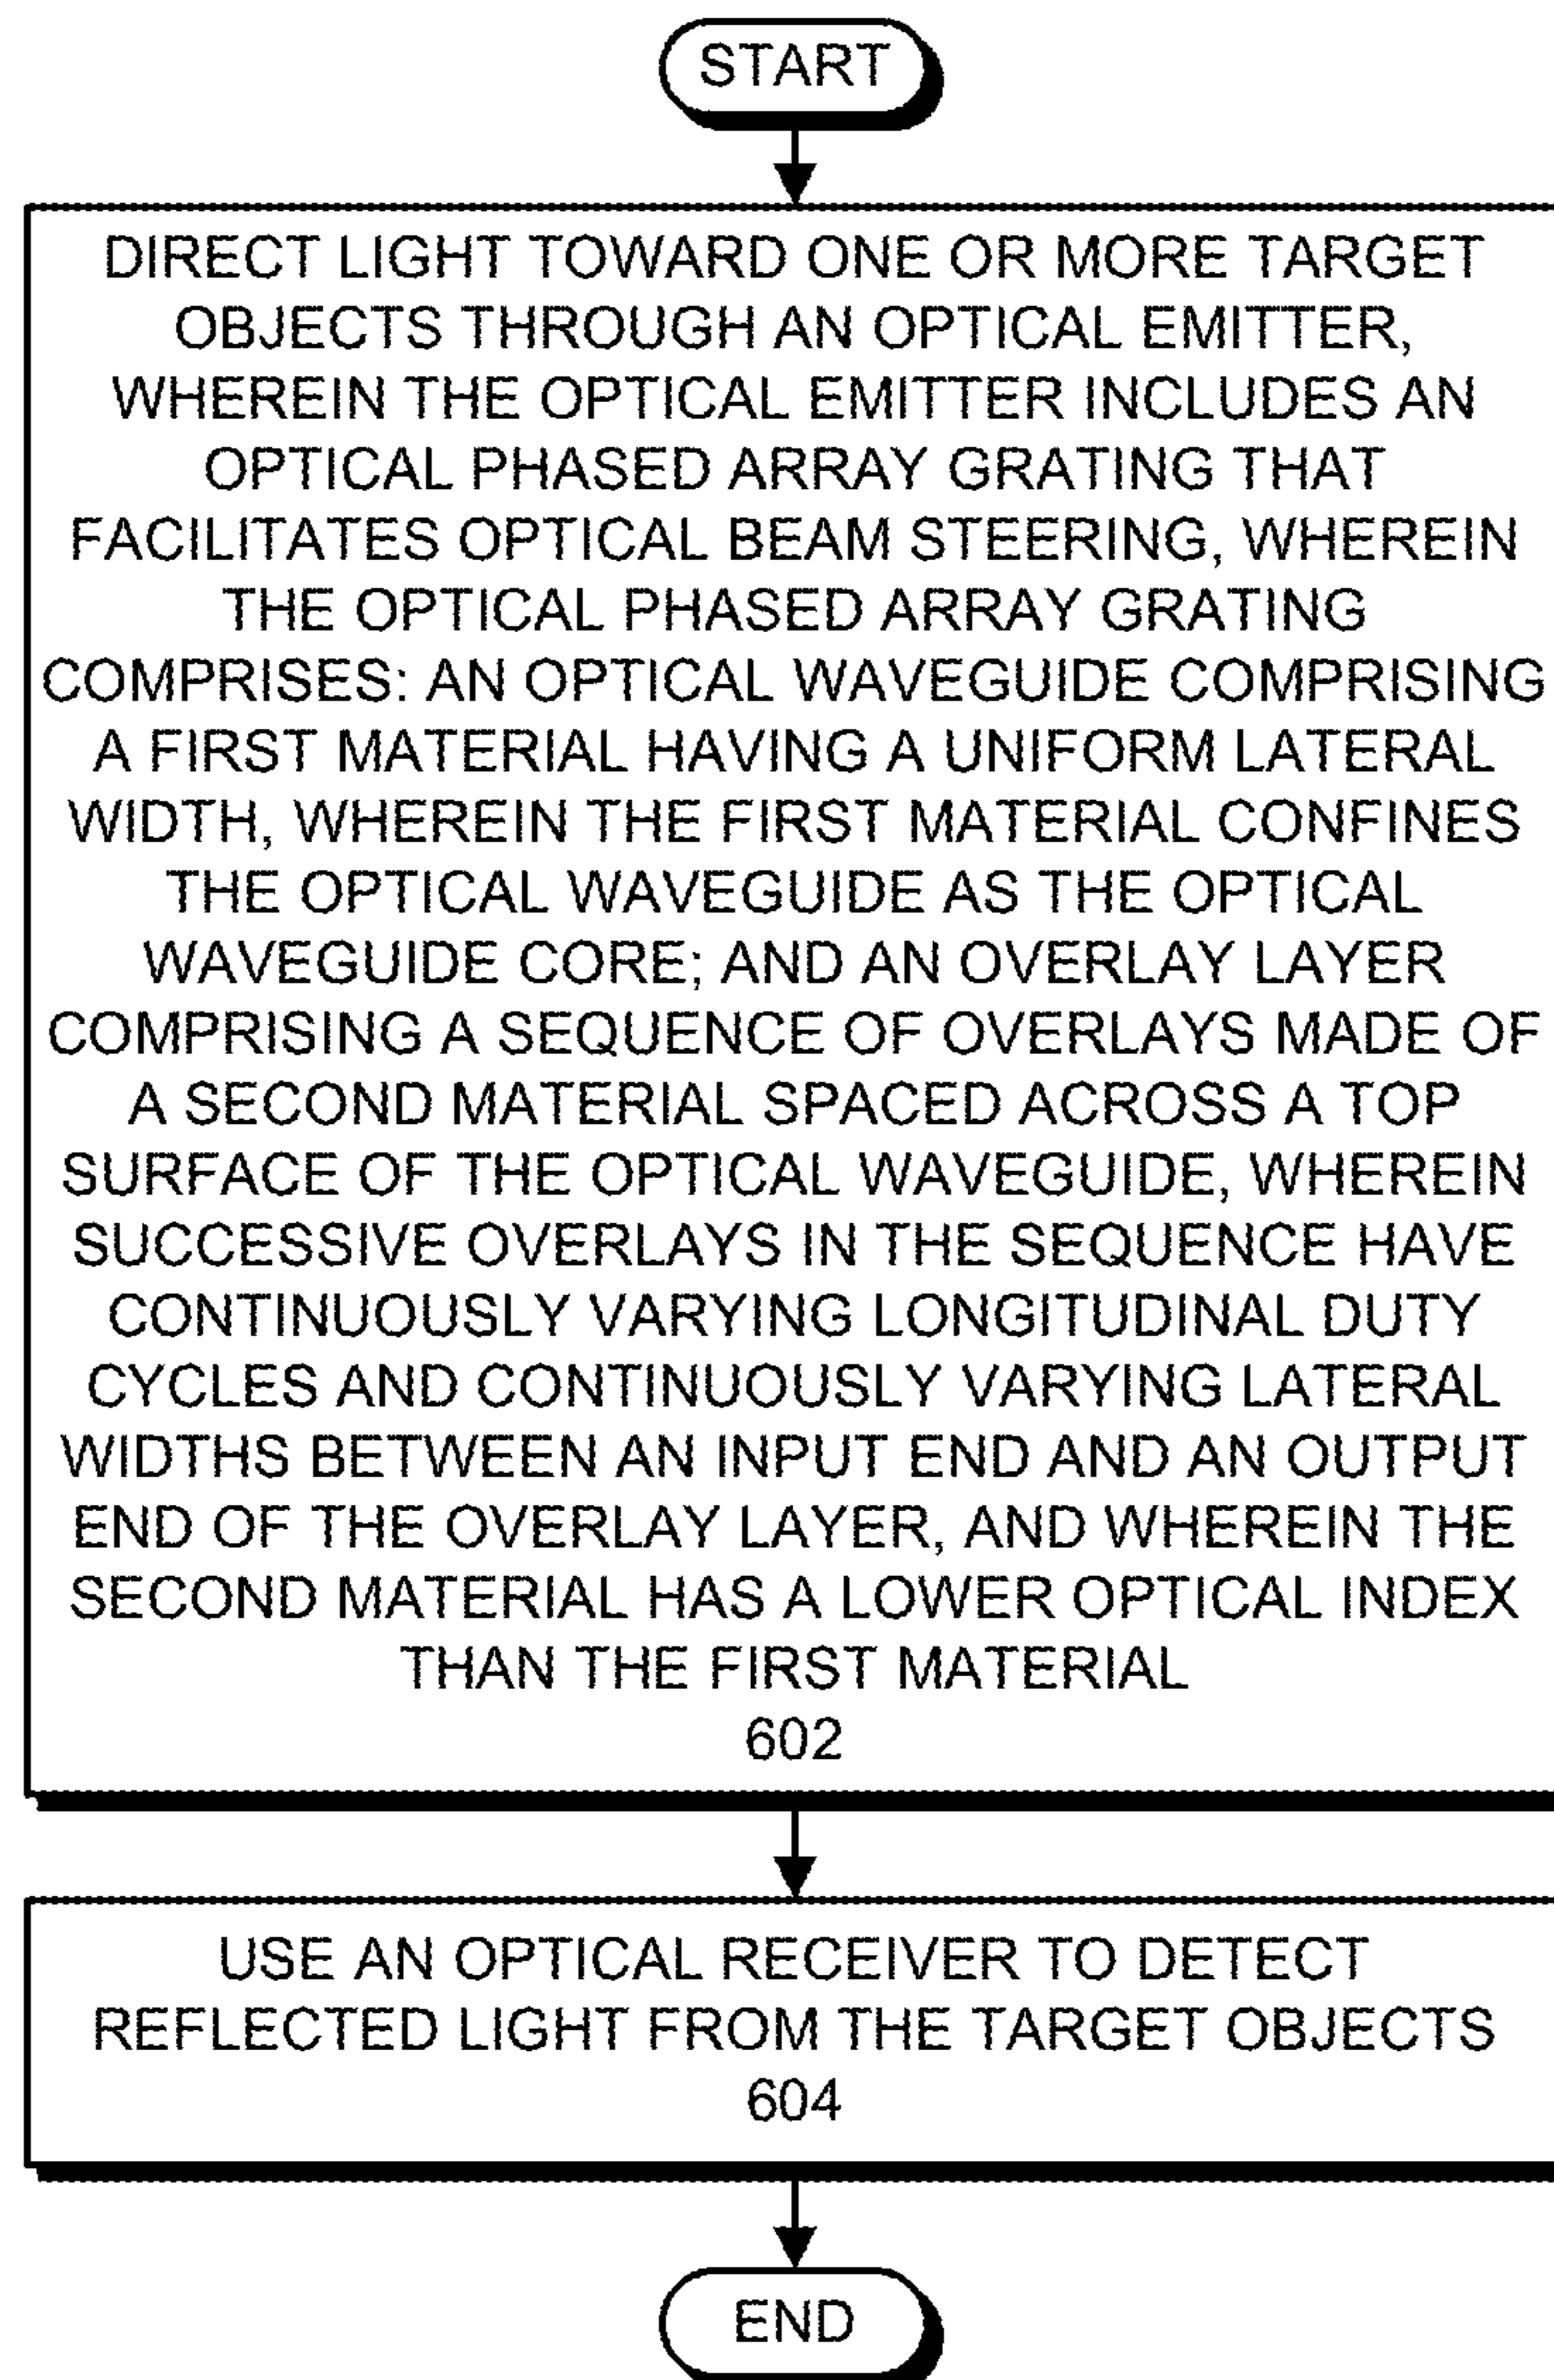 START
DIRECT LIGHT TOWARD ONE OR MORE TARGET
OBJECTS THROUGH AN OPTICAL EMITTER,
WHEREIN THE OPTICAL EMITTER INCLUDES AN
OPTICAL PHASED ARRAY GRATING THAT
FACILITATES OPTICAL BEAM STEERING, WHEREIN
THE OPTICAL PHASED ARRAY GRATING
COMPRISES: AN OPTICAL WAVEGUIDE COMPRISING
A FIRST MATERIAL HAVING A UNIFORM LATERAL
WIDTH, WHEREIN THE FIRST MATERIAL CONFINES
THE OPTICAL WAVEGUIDE AS THE OPTICAL
WAVEGUIDE CORE; AND AN OVERLAY LAYER
COMPRISING A SEQUENCE OF OVERLAYS MADE OF
A SECOND MATERIAL SPACED ACROSS A TOP
SURFACE OF THE OPTICAL WAVEGUIDE, WHEREIN
SUCCESSIVE OVERLAYS IN THE SEQUENCE HAVE
CONTINUOUSLY VARYING LONGITUDINAL DUTY
CYCLES AND CONTINUOUSLY VARYING LATERAL
WIDTHS BETWEEN AN INPUT END AND AN OUTPUT
END OF THE OVERLAY LAYER, AND WHEREIN THE
SECOND MATERIAL HAS A LOWER OPTICAL INDEX
THAN THE FIRST MATERIAL
602
USE AN OPTICAL RECEIVER TO DETECT
REFLECTED LIGHT FROM THE TARGET OBJECTS
604
END